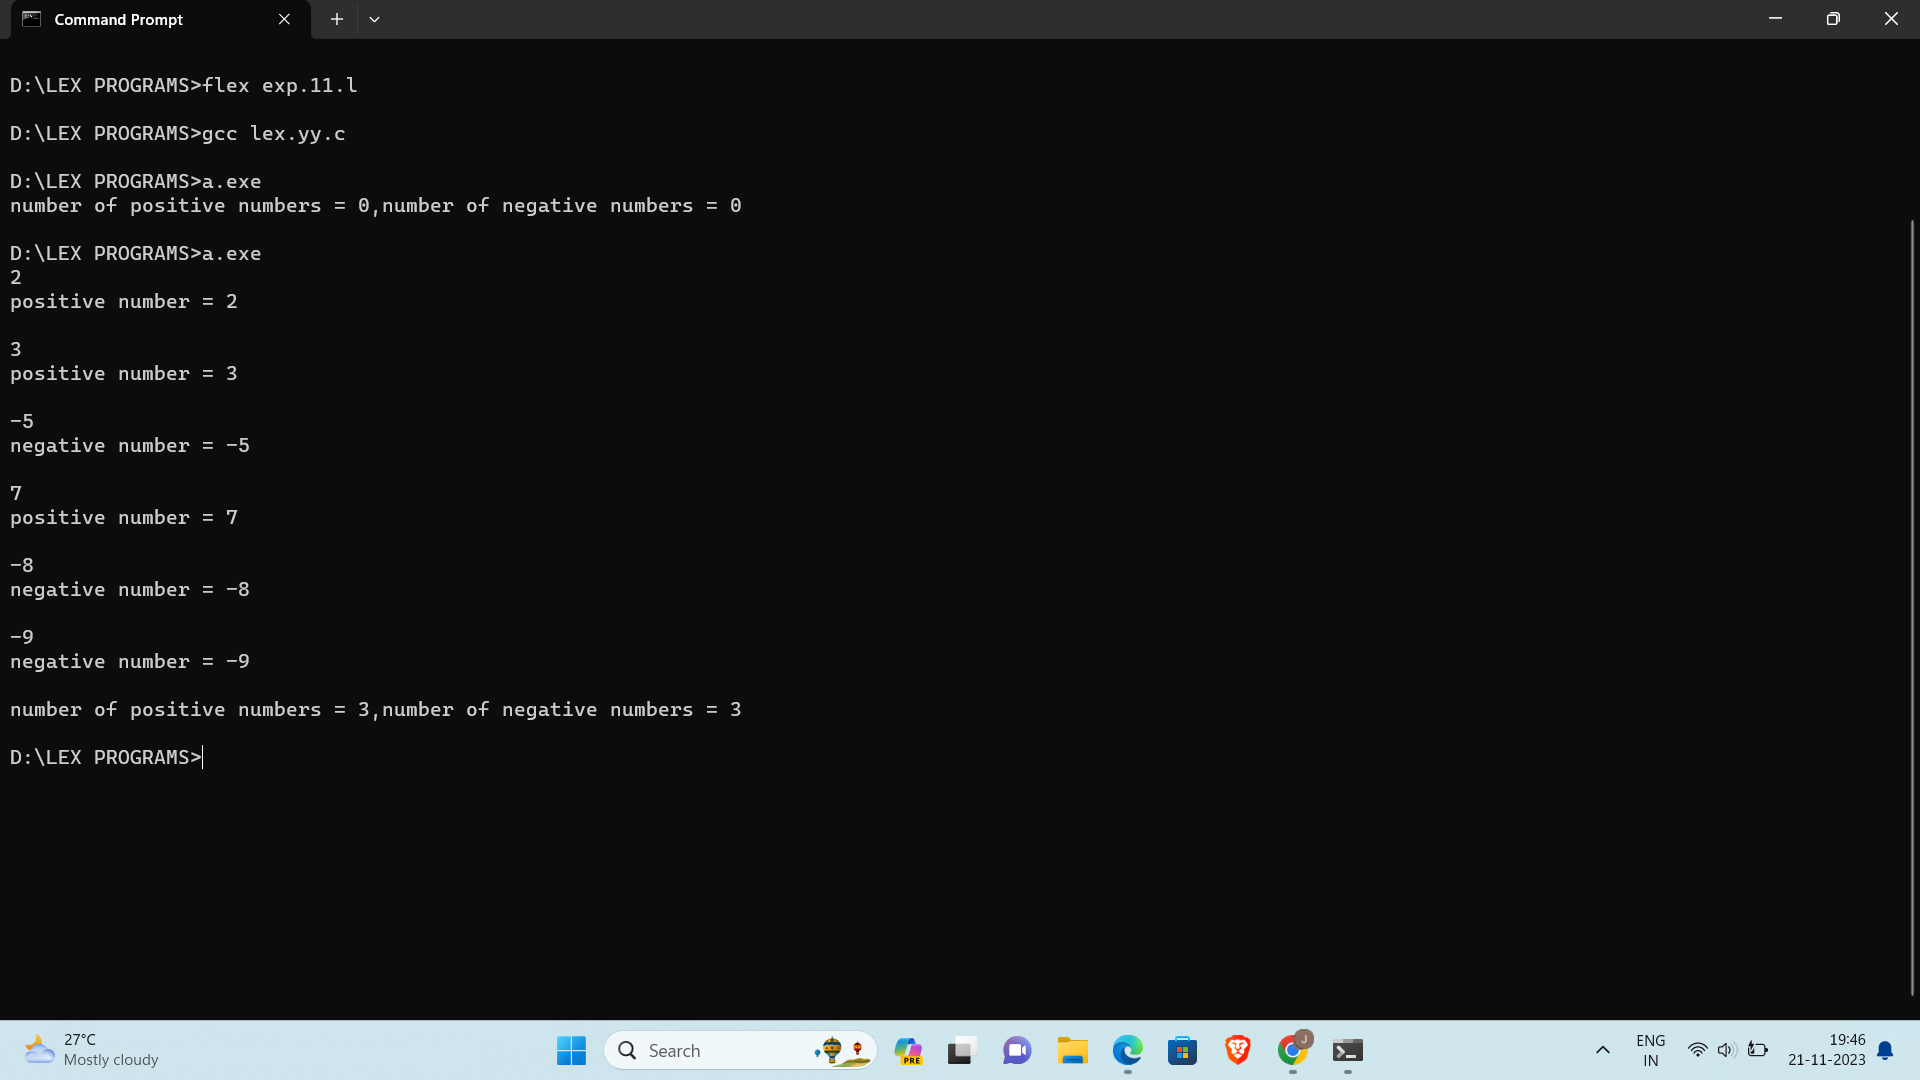 Command Prompt
D:\LEX PROGRAMS>flex exp.11.l
D:\LEX PROGRAMS>gcc lex.yy.c
D:\LEX PROGRAMS>a.exe
number of positive numbers = 0,number of negative numbers = 0
D:\LEX PROGRAMS>a.exe
2
positive number = 2
3
positive number = 3
-5
negative number = -5
7
positive number = 7
-8
negative number = -8
-9
negative number = -9
number of positive numbers = 3,number of negative numbers = 3
D:\LEX PROGRAMS>
27°C
Mostly cloudy
Search
PRE
J
ENG
IN
19:46
21-11-2023